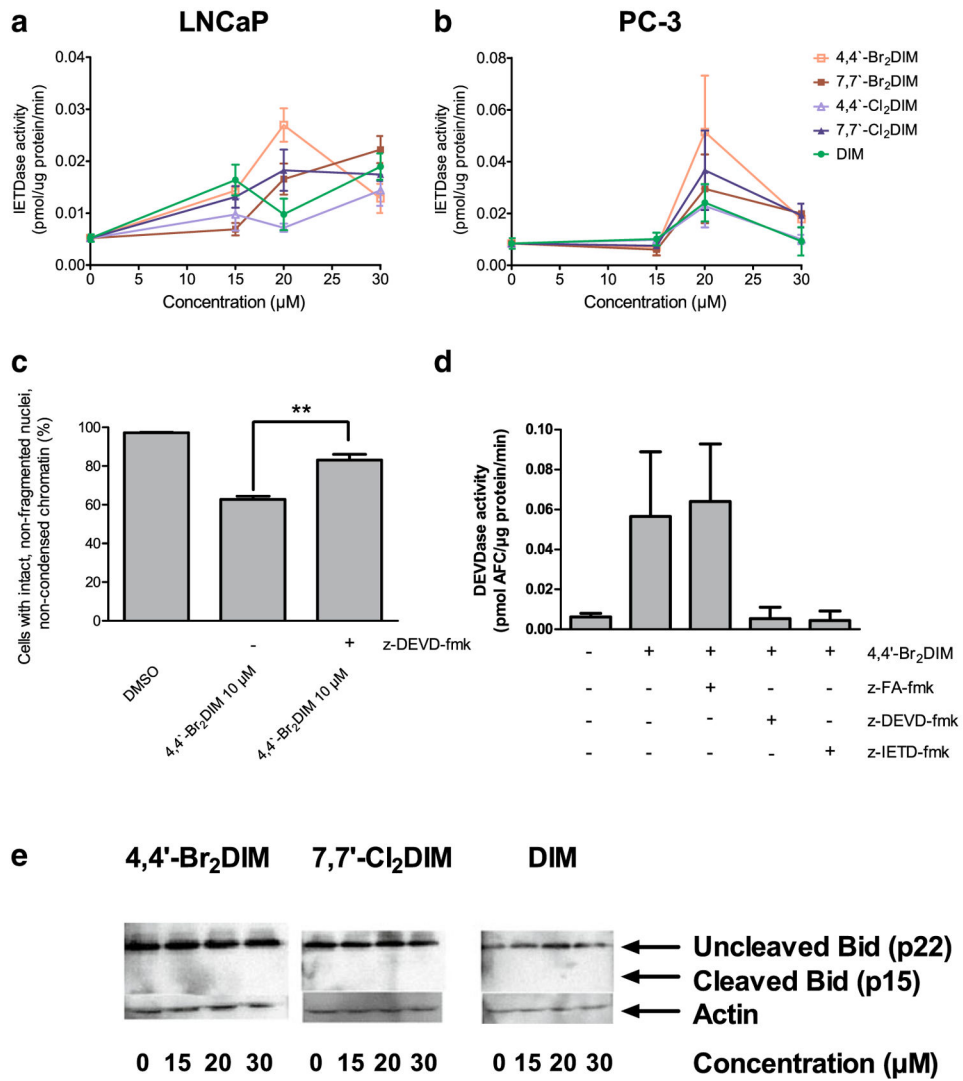 a
LNCaP
IETDase activity
(pmol/ug protein/min)
0.04
0.03
0.02
0.01
0.00
0 5 10 15 20 25 30
Concentration (µM)
b
PC-3
IETDase activity
(pmol/ug protein/min)
0.08
0.06
0.04
0.02
0.00
0 5 10 15 20 25 30
Concentration (µM)
4,4`-Br₂DIM
7,7`-Br₂DIM
4,4`-Cl₂DIM
7,7`-Cl₂DIM
DIM
c
Cells with intact, non-fragmented nuclei,
non-condensed chromatin (%)
100
80
60
40
20
0
**
- + z-DEVD-fmk
DMSO
4,4`-Br₂DIM 10 µM
4,4`-Br₂DIM 10 µM
d
DEVDase activity
(pmol AFC/µg protein/min)
0.10
0.08
0.06
0.04
0.02
0.00
- + + + + 4,4'-Br₂DIM
- - + - - z-FA-fmk
- - - + - z-DEVD-fmk
- - - - + z-IETD-fmk
e
4,4'-Br₂DIM 7,7'-Cl₂DIM DIM
Uncleaved Bid (p22)
Cleaved Bid (p15)
Actin
0 15 20 30 0 15 20 30 0 15 20 30 Concentration (µM)